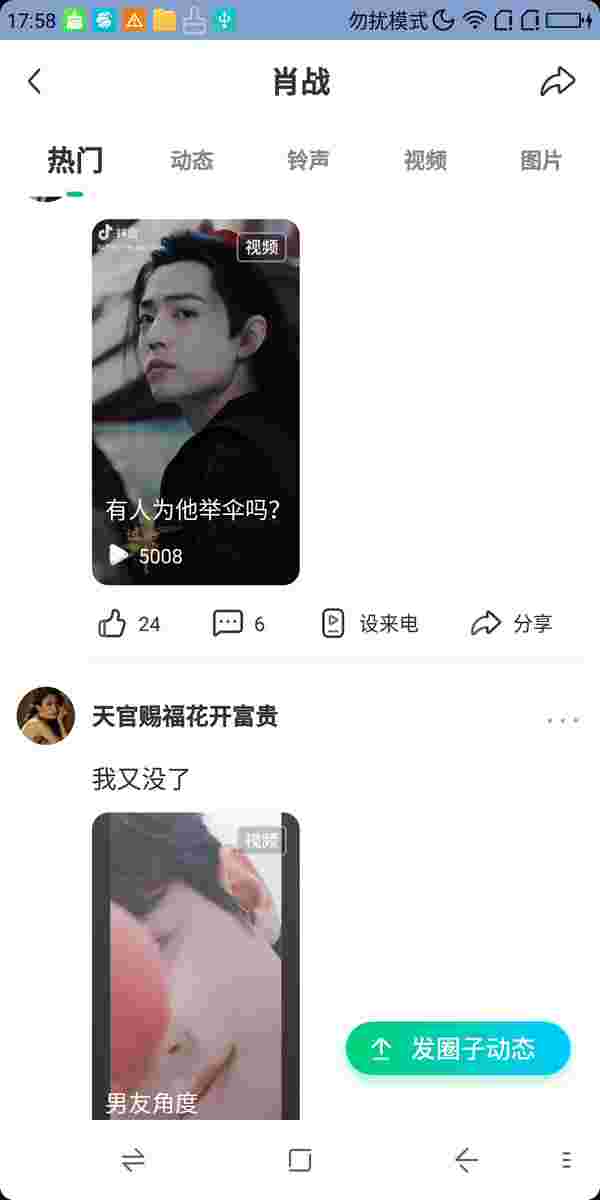 17:58
勿扰模式
肖战
热门
动态
铃声
视频
图片
视频
有人为他举伞吗?
5008
24
6
设来电
分享
天官赐福花开富贵
我又没了
视频
男友角度
发圈子动态